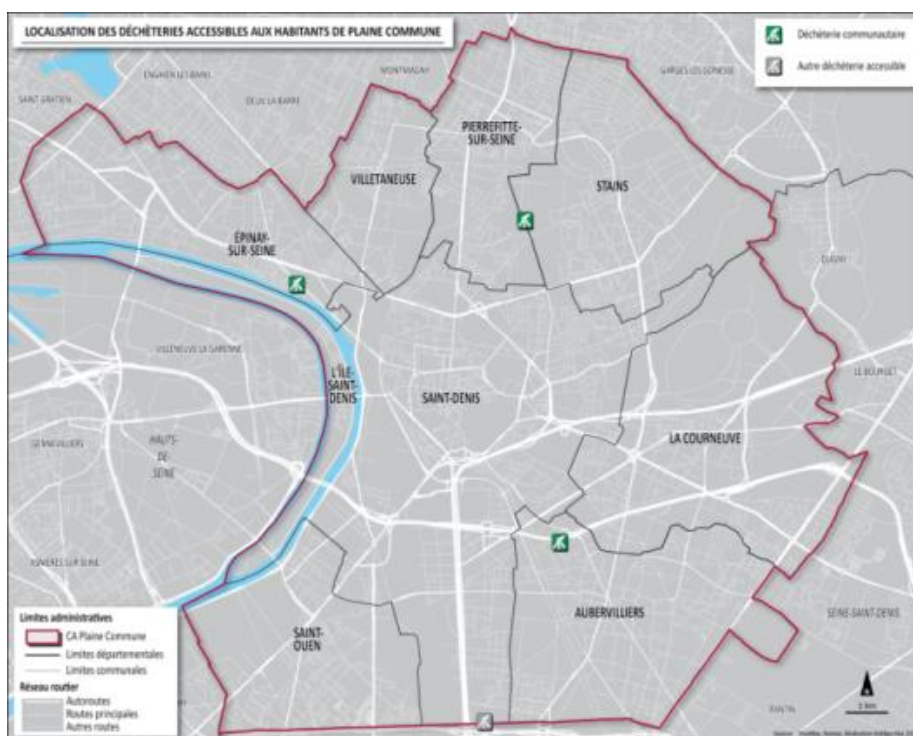 LOCALISATION DES DÉCHÈTERIES ACCESSIBLES AUX HABITANTS DE PLAINE COMMUNE
Déchèterie communautaire
Autre déchèterie accessible
ENGHIEN LES BAINS
MONTMAGNY
GARGES LES GONESSE
SAINT GRATIEN
DEUIL LA BARRE
PIERREFITTE-
SUR-SEINE
VILLETANEUSE
STAINS
ÉPINAY-
SUR-SEINE
DUGNY
VILLENEUVE LA GARENNE
L'ÎLE-
SAINT-
DENIS
SAINT-DENIS
LE BOURGET
GENNEVILLIERS
HAUTS-
DE-
SEINE
LA COURNEUVE
ASNIÈRES SUR SEINE
AUBERVILLIERS
SEINE-SAINT-DENIS
SAINT-
OUEN
PANTIN
Limites administratives
CA Plaine Commune
Limites départementales
Limites communales
Réseau routier
Autoroutes
Routes principales
Autres routes
N
1 km